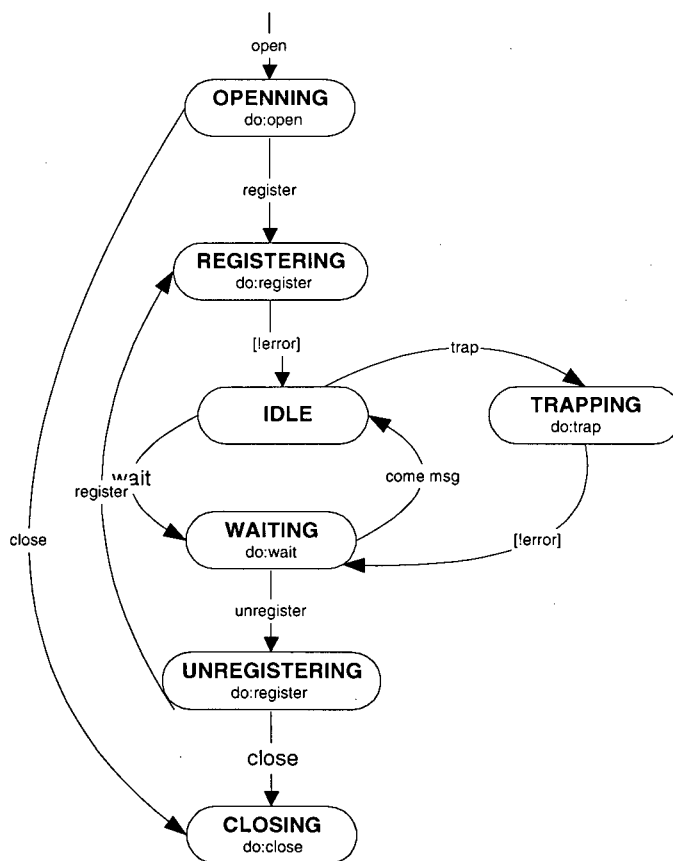 open
OPENNING
do:open
register
REGISTERING
do:register
[!error]
trap
IDLE
TRAPPING
do:trap
wait
register
come msg
WAITING
do:wait
close
[!error]
unregister
UNREGISTERING
do:register
close
CLOSING
do:close